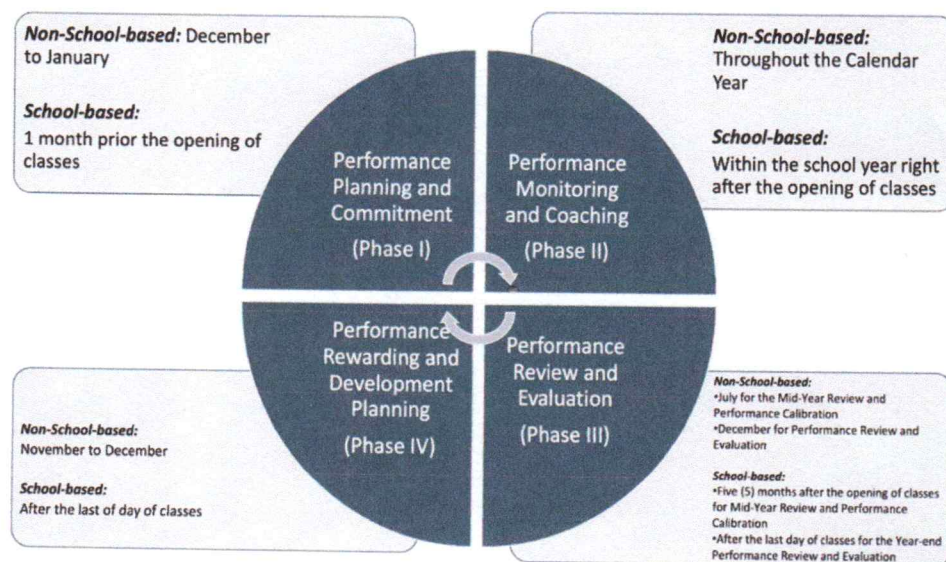 Non-School-based: December
to January
School-based:
1 month prior the opening of
classes
Non-School-based:
Throughout the Calendar
Year
School-based:
Within the school year right
after the opening of classes
Performance
Planning and
Commitment
(Phase I)
Performance
Monitoring
and Coaching
(Phase II)
Performance
Rewarding and
Development
Planning
(Phase IV)
Performance
Review and
Evaluation
(Phase III)
Non-School-based:
November to December
School-based:
After the last of day of classes
Non-School-based:
•July for the Mid-Year Review and
Performance Calibration
•December for Performance Review and
Evaluation
School-based:
•Five (5) months after the opening of classes
for Mid-Year Review and Performance
Calibration
•After the last day of classes for the Year-end
Performance Review and Evaluation